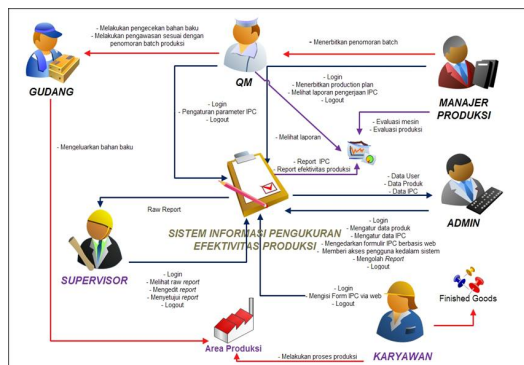 - Melakukan pengecekan bahan baku
- Melakukan pengawasan sesuai dengan
penomoran batch produksi
GUDANG
QM
- Menerbitkan penomoran batch
MANAJER
PRODUKSI
- Login
- Menerbitkan production plan
- Melihat laporan pengerjaan IPC
- Logout
- Login
- Pengaturan parameter IPC
- Logout
- Evaluasi mesin
- Evaluasi produksi
- Melihat laporan
- Mengeluarkan bahan baku
- Report IPC
- Report efektivitas produksi
- Data User
- Data Produk
- Data IPC
ADMIN
Raw Report
SISTEM INFORMASI PENGUKURAN
EFEKTIVITAS PRODUKSI
- Login
- Mengatur data produk
- Mengatur data IPC
- Mengedarkan formulir IPC berbasis web
- Memberi akses pengguna kedalam sistem
- Mengolah Report
- Logout
SUPERVISOR
- Login
- Melihat raw report
- Mengedit report
- Menyetujui report
- Logout
- Login
- Mengisi Form IPC via web
- Logout
Finished Goods
Area Produksi
- Melakukan proses produksi
KARYAWAN